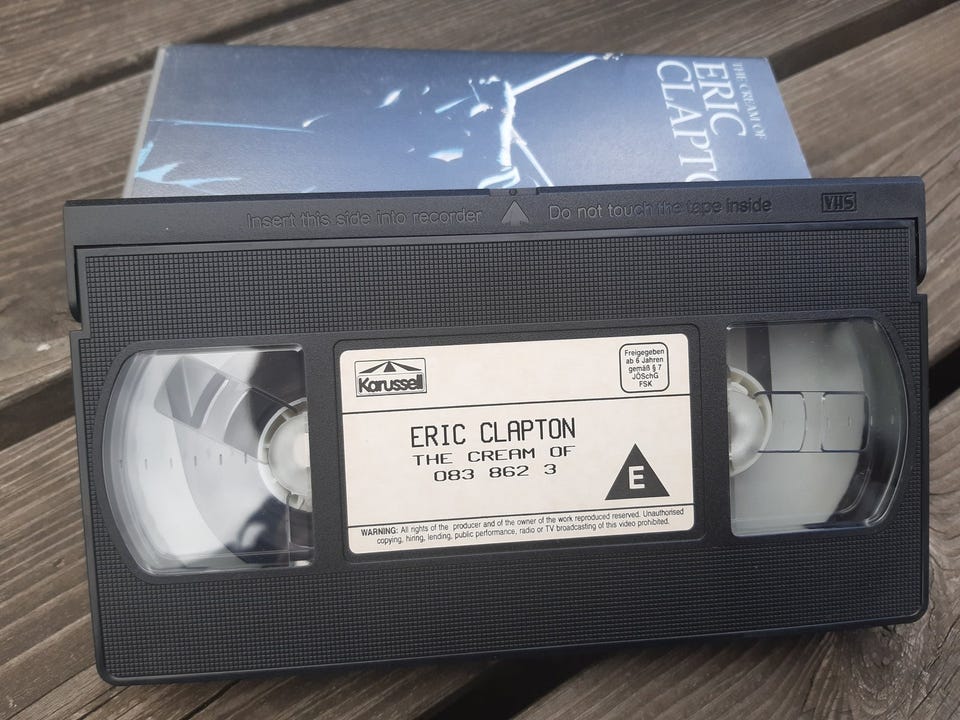 THE CREAM OF
ERIC
CLAPTO
Insert this side into recorder
Do not touch the tape inside
VHS
Karussell
Freigegeben
ab 6 Jahren
gemäß § 7
JÖSchG
FSK
ERIC CLAPTON
THE CREAM OF
083 862 3
E
WARNING: All rights of the producer and of the owner of the work reproduced reserved. Unauthorised
copying, hiring, lending, public performance, radio or TV broadcasting of this video prohibited.